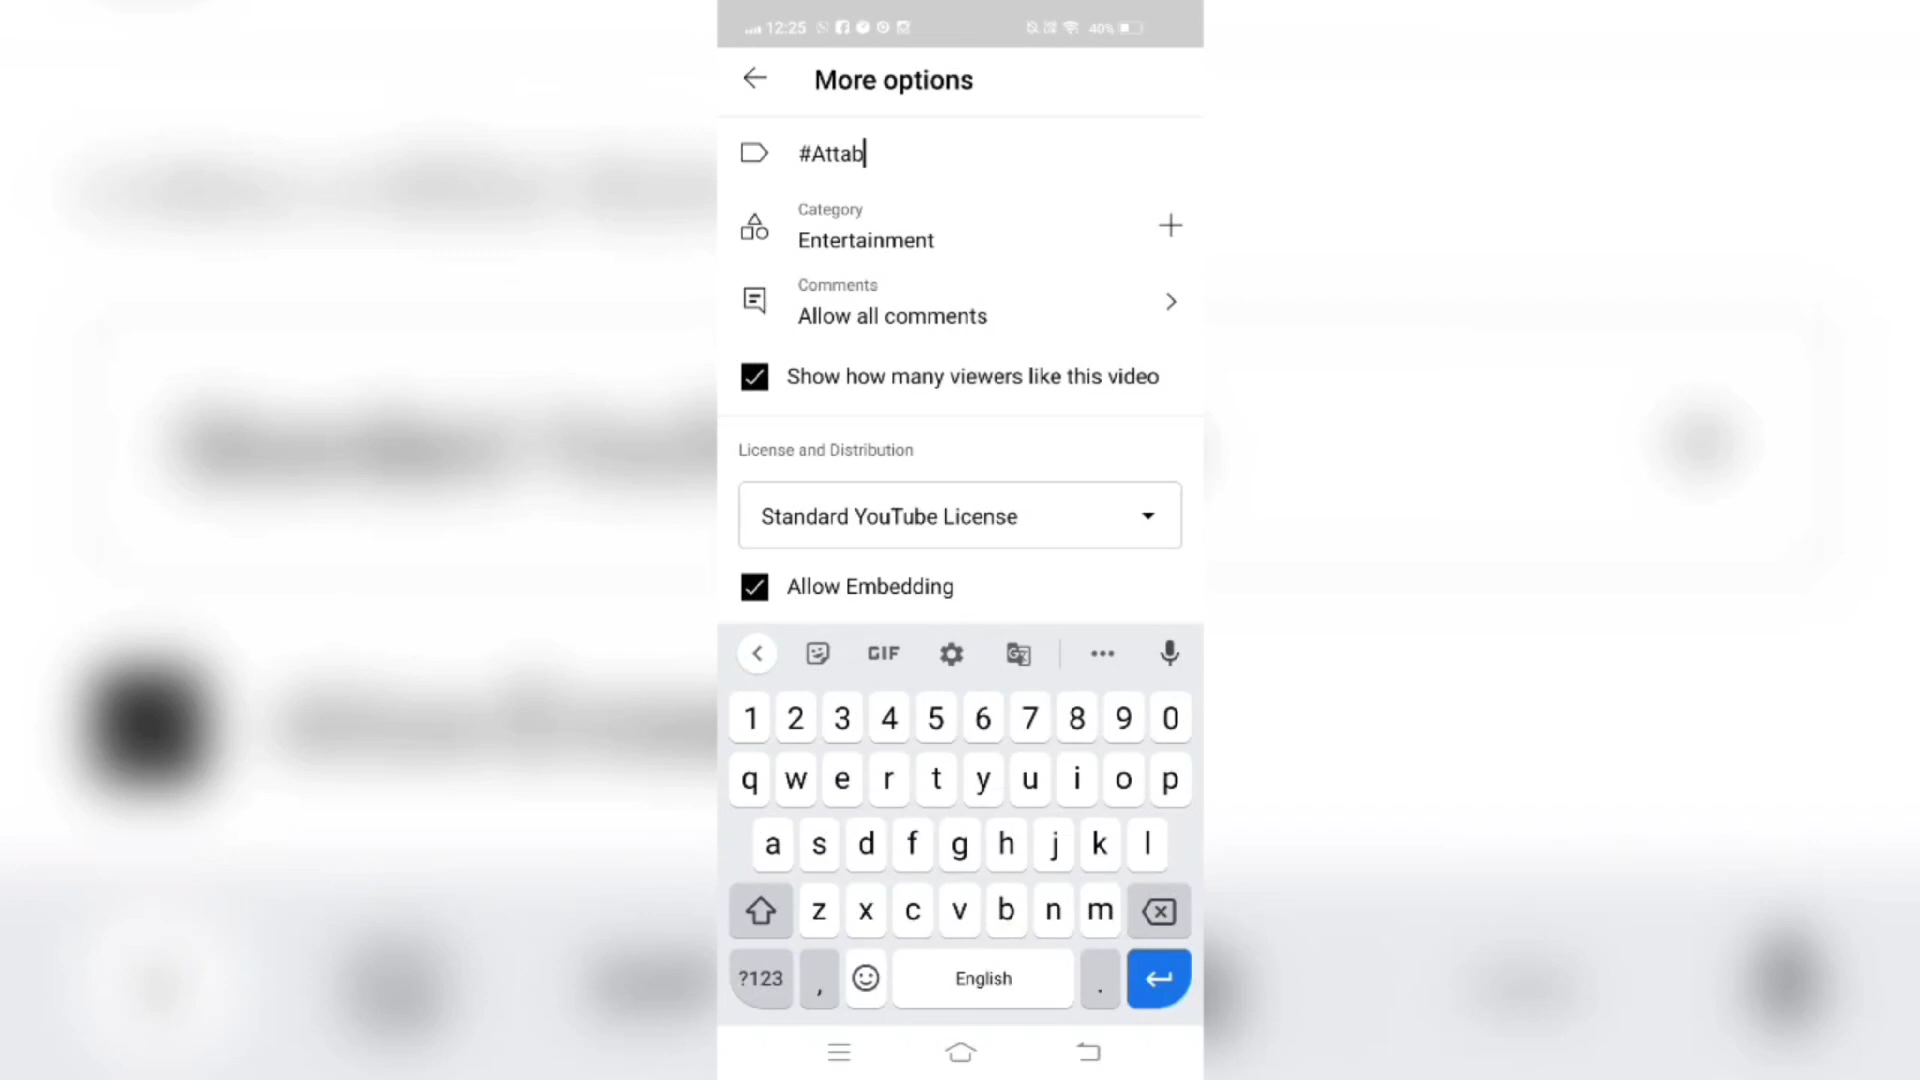 12:25 40%
More options
#Attab
Category
Entertainment
Comments
Allow all comments
Show how many viewers like this video
License and Distribution
Standard YouTube License
Allow Embedding
GIF
1 2 3 4 5 6 7 8 9 0
q w e r t y u i o p
a s d f g h j k l
z x c v b n m
?123 , English .